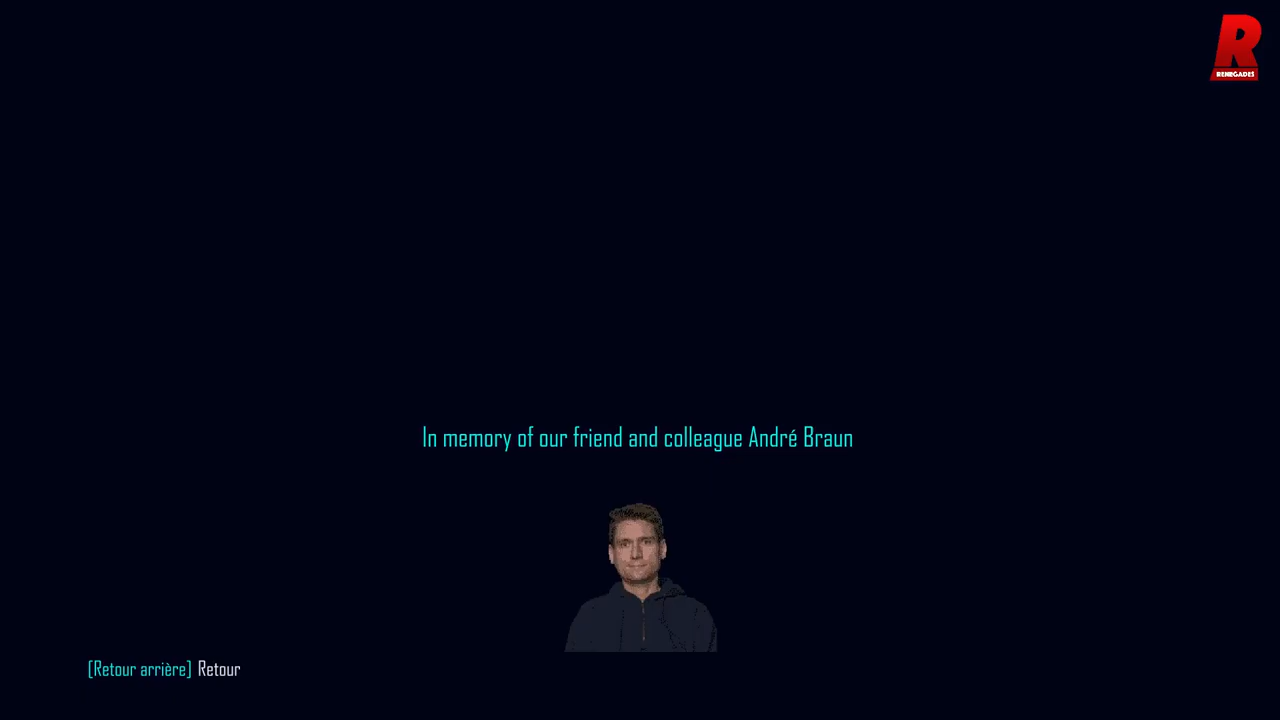 R
RENEGADES
In memory of our friend and colleague André Braun
[Retour arrière] Retour